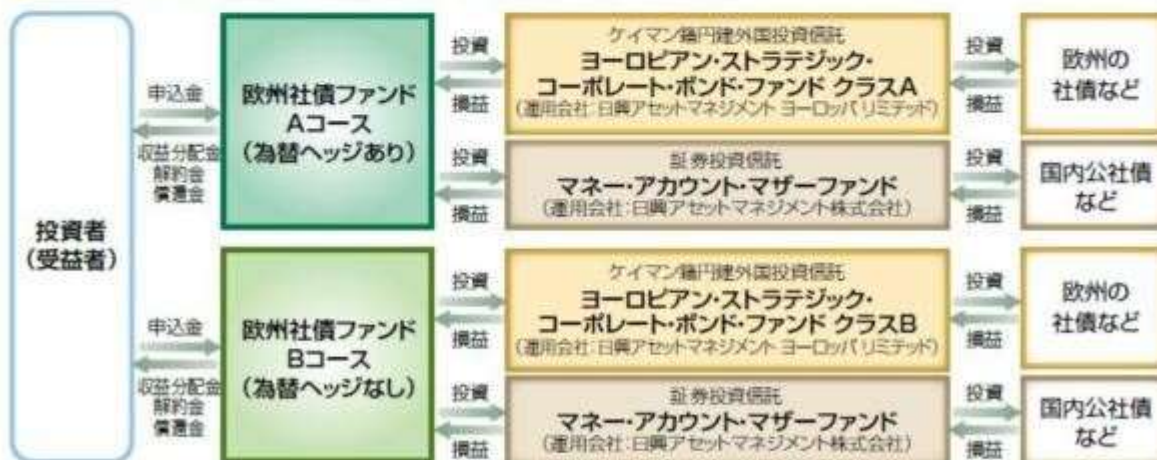 投資者
(受益者)
申込金
収益分配金
解約金
償還金
欧州社債ファンド
Aコース
(為替ヘッジあり)
投資
損益
ケイマン籍円建外国投資信託
ヨーロピアン・ストラテジック・
コーポレート・ボンド・ファンド クラスA
(運用会社:日興アセットマネジメント ヨーロッパ リミテッド)
投資
損益
欧州の
社債など
投資
損益
証券投資信託
マネー・アカウント・マザーファンド
(運用会社:日興アセットマネジメント株式会社)
投資
損益
国内公社債
など
申込金
収益分配金
解約金
償還金
欧州社債ファンド
Bコース
(為替ヘッジなし)
投資
損益
ケイマン籍円建外国投資信託
ヨーロピアン・ストラテジック・
コーポレート・ボンド・ファンド クラスB
(運用会社:日興アセットマネジメント ヨーロッパ リミテッド)
投資
損益
欧州の
社債など
投資
損益
証券投資信託
マネー・アカウント・マザーファンド
(運用会社:日興アセットマネジメント株式会社)
投資
損益
国内公社債
など